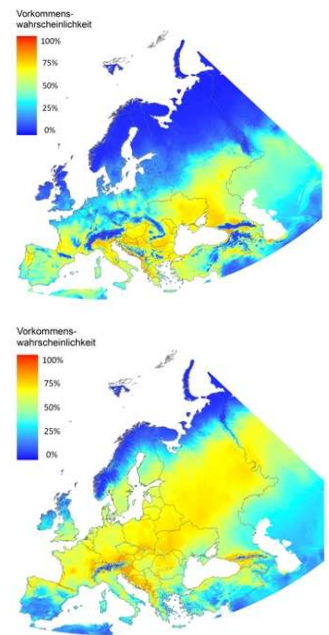 Vorkommens-
wahrscheinlichkeit
100%
75%
50%
25%
0%
Vorkommens-
wahrscheinlichkeit
100%
75%
50%
25%
0%